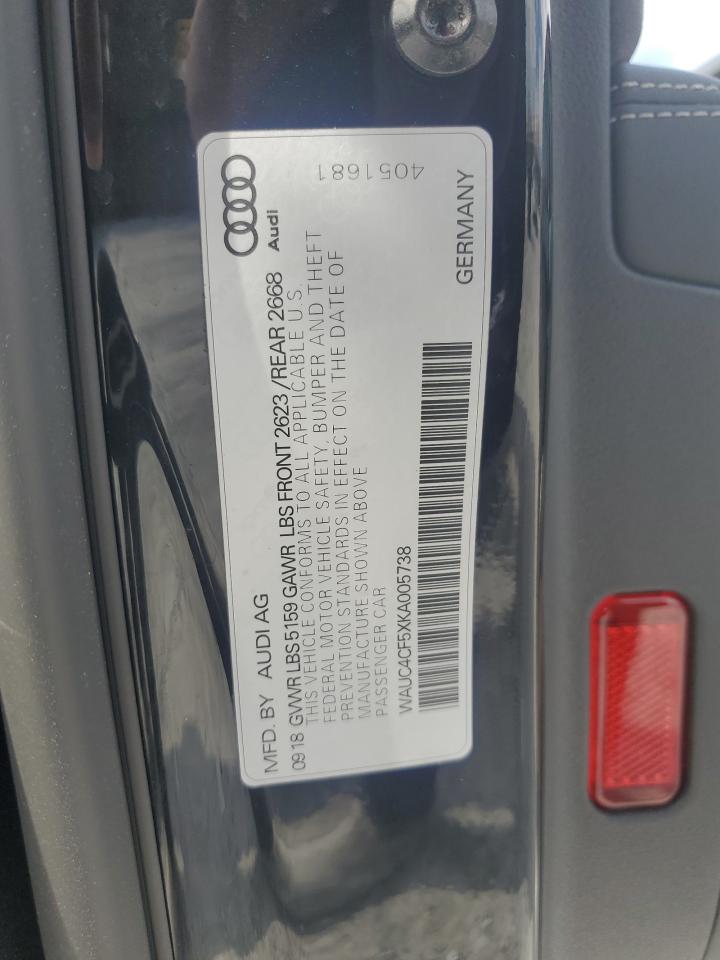 Audi
MFD. BY AUDI AG
4051681
09 18 GVWR LBS 5159 GAWR LBS FRONT 2623 / REAR 2668
THIS VEHICLE CONFORMS TO ALL APPLICABLE U.S.
FEDERAL MOTOR VEHICLE SAFETY, BUMPER AND THEFT
PREVENTION STANDARDS IN EFFECT ON THE DATE OF
MANUFACTURE SHOWN ABOVE
PASSENGER CAR
WAUC4CF5XKA005738
GERMANY